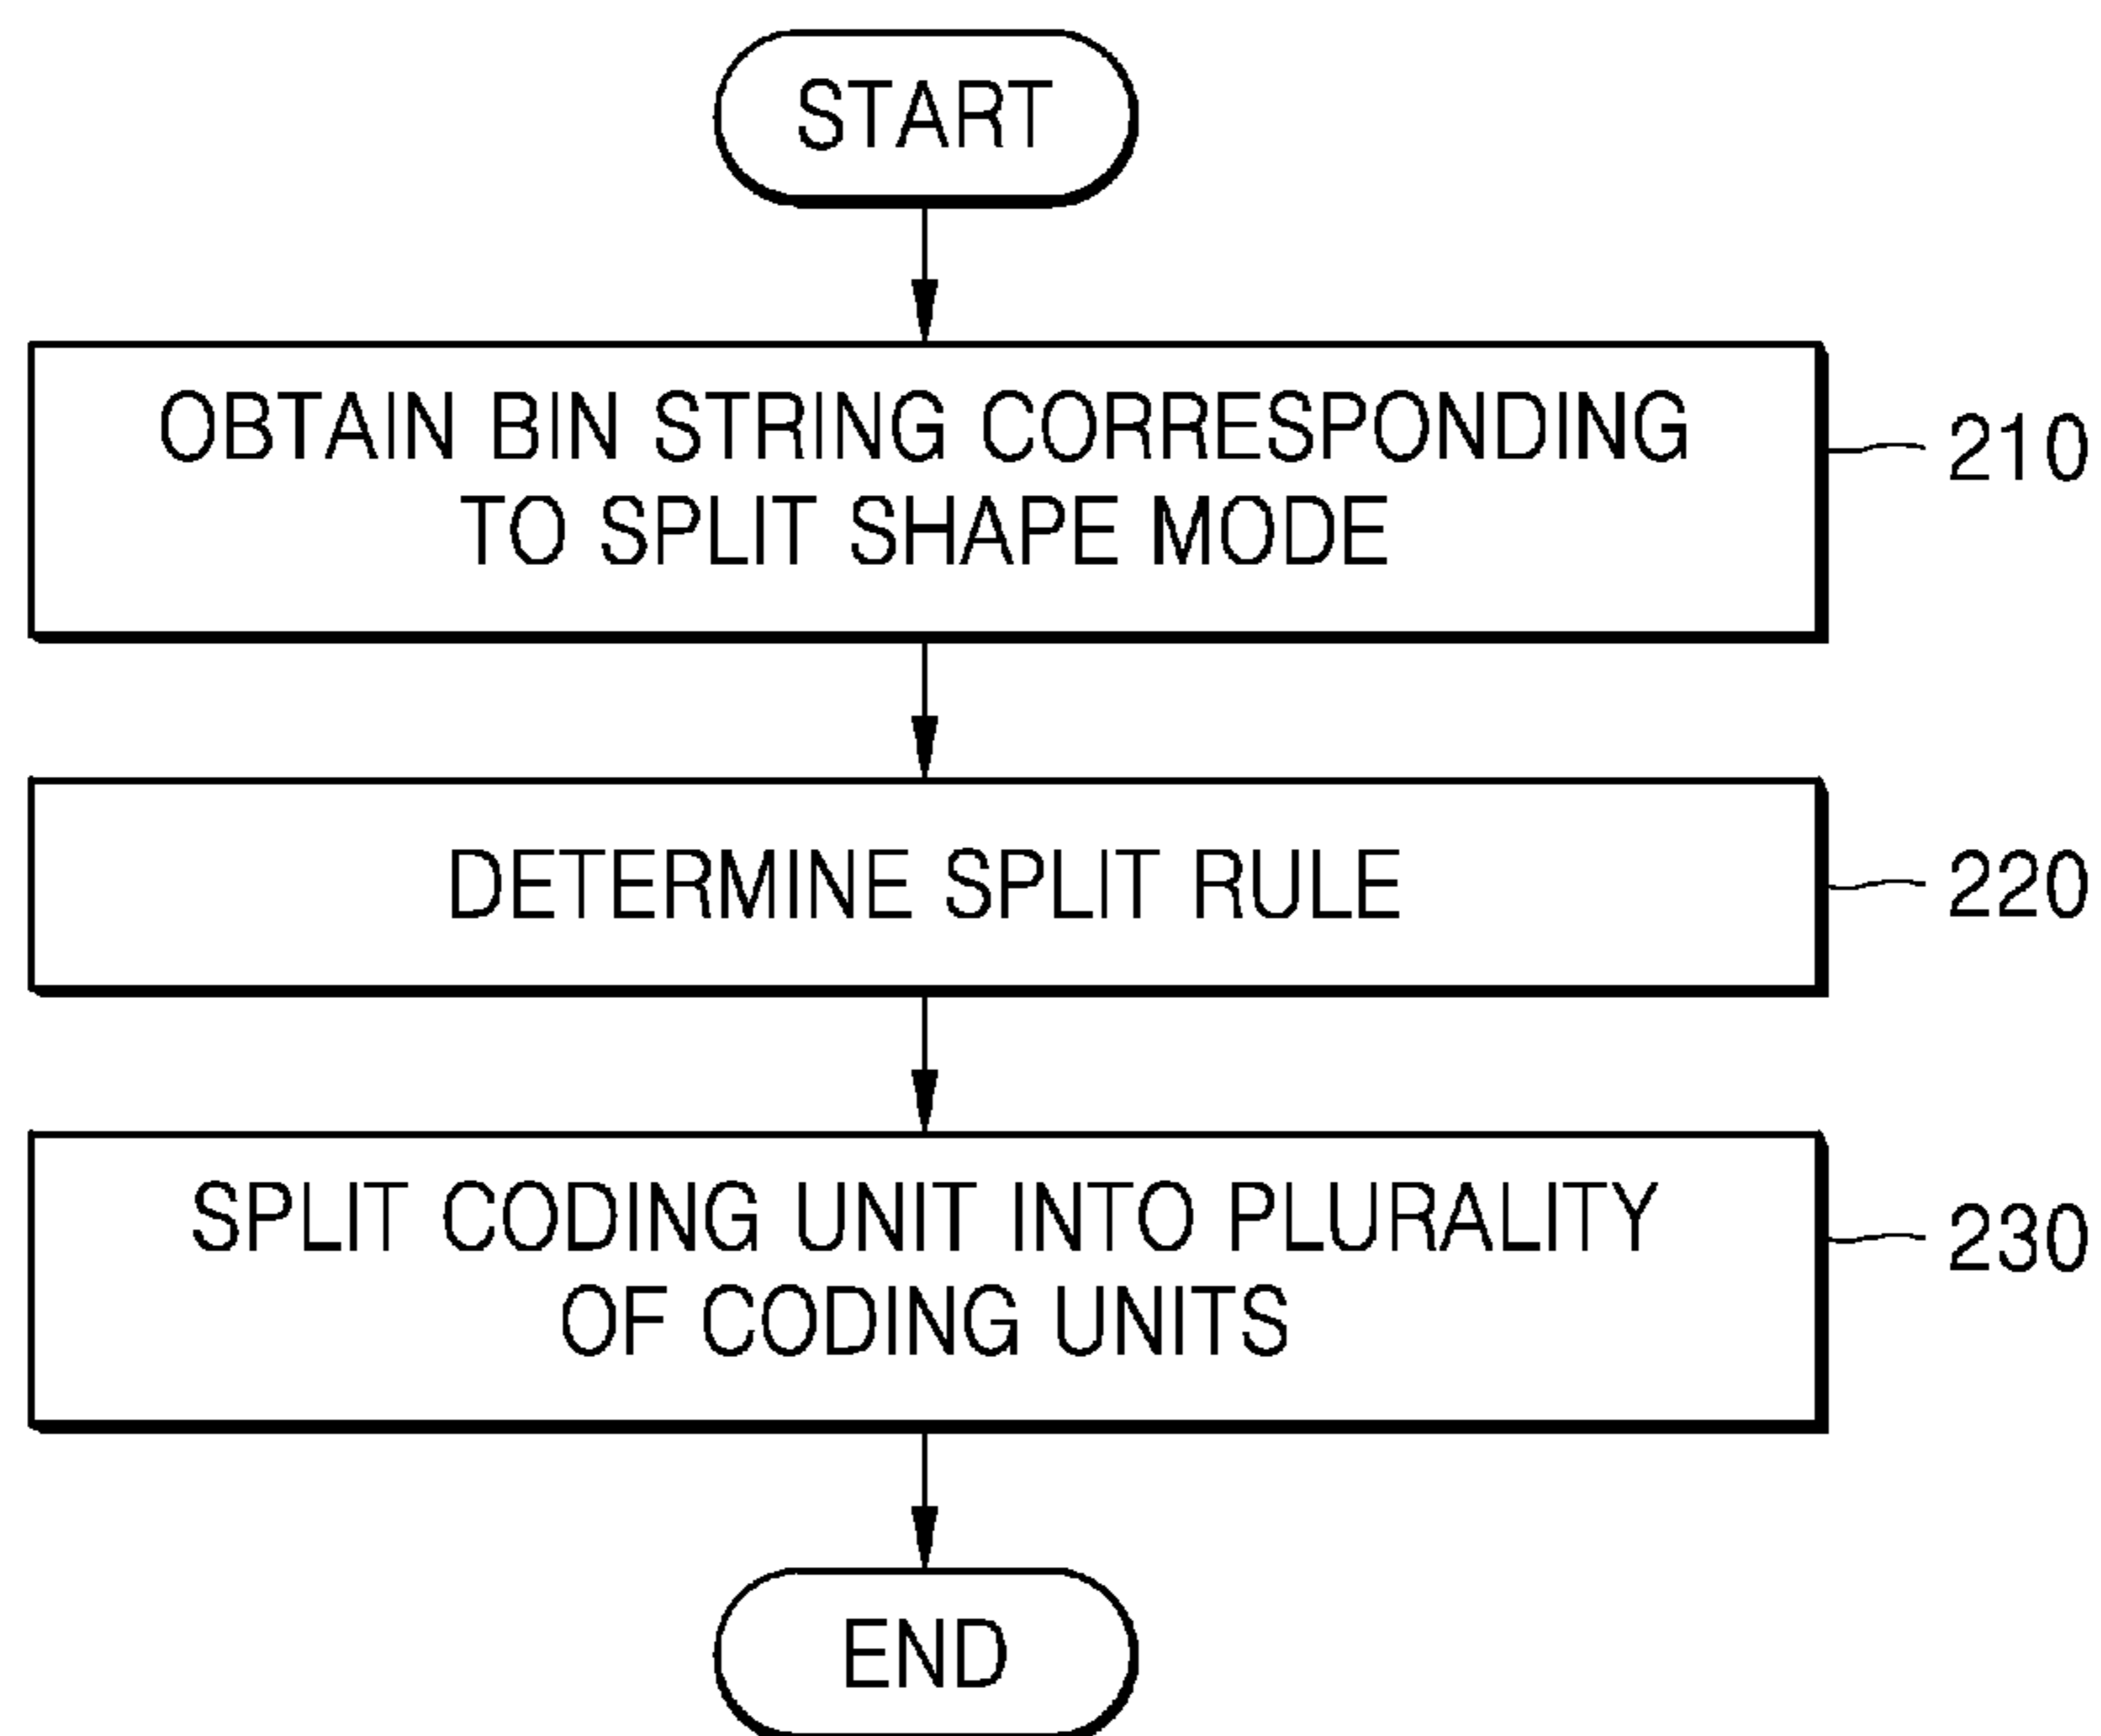 START
OBTAIN BIN STRING CORRESPONDING
TO SPLIT SHAPE MODE
210
DETERMINE SPLIT RULE
220
SPLIT CODING UNIT INTO PLURALITY
OF CODING UNITS
230
END